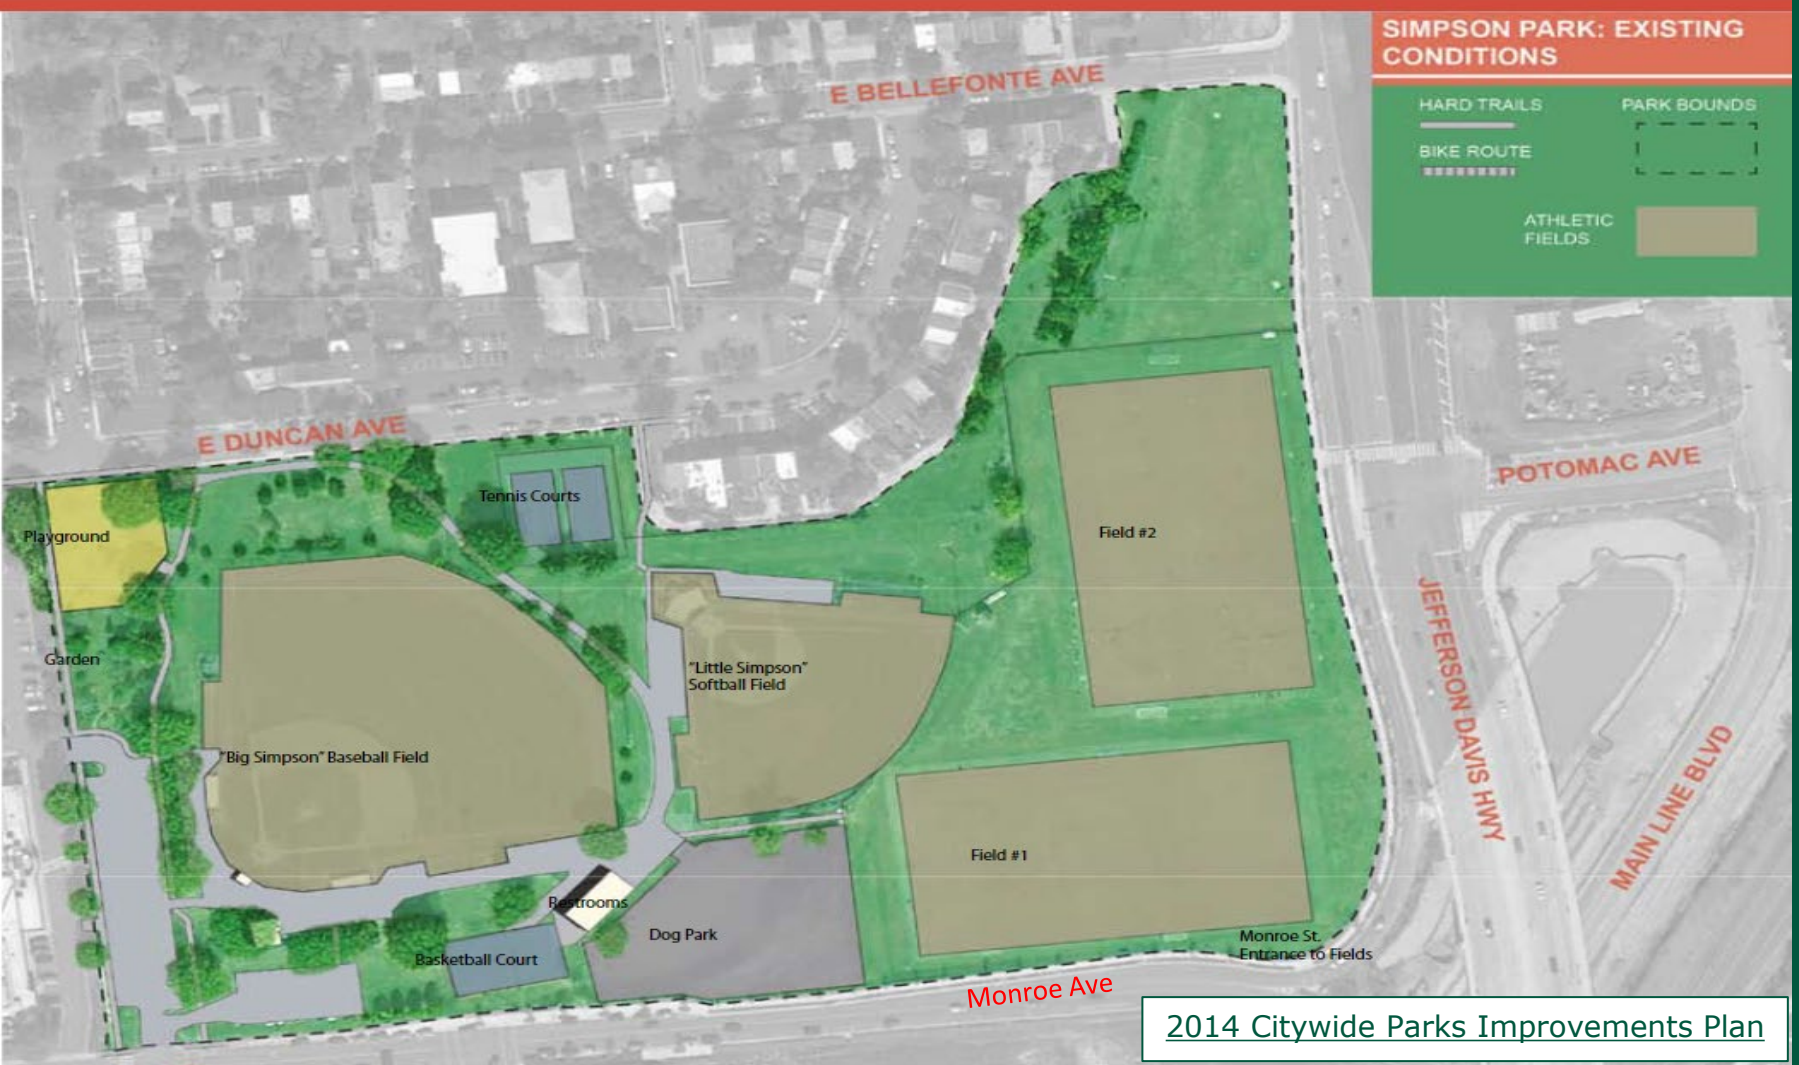 SIMPSON PARK: EXISTING
CONDITIONS
HARD TRAILS
PARK BOUNDS
BIKE ROUTE
ATHLETIC
FIELDS
E BELLEFONTE AVE
E DUNCAN AVE
POTOMAC AVE
Tennis Courts
Playground
Field #2
Garden
"Little Simpson"
Softball Field
JEFFERSON DAVIS HWY
"Big Simpson" Baseball Field
MAIN LINE BLVD
Field #1
Restrooms
Dog Park
Basketball Court
Monroe St.
Entrance to Fields
Monroe Ave
2014 Citywide Parks Improvements Plan